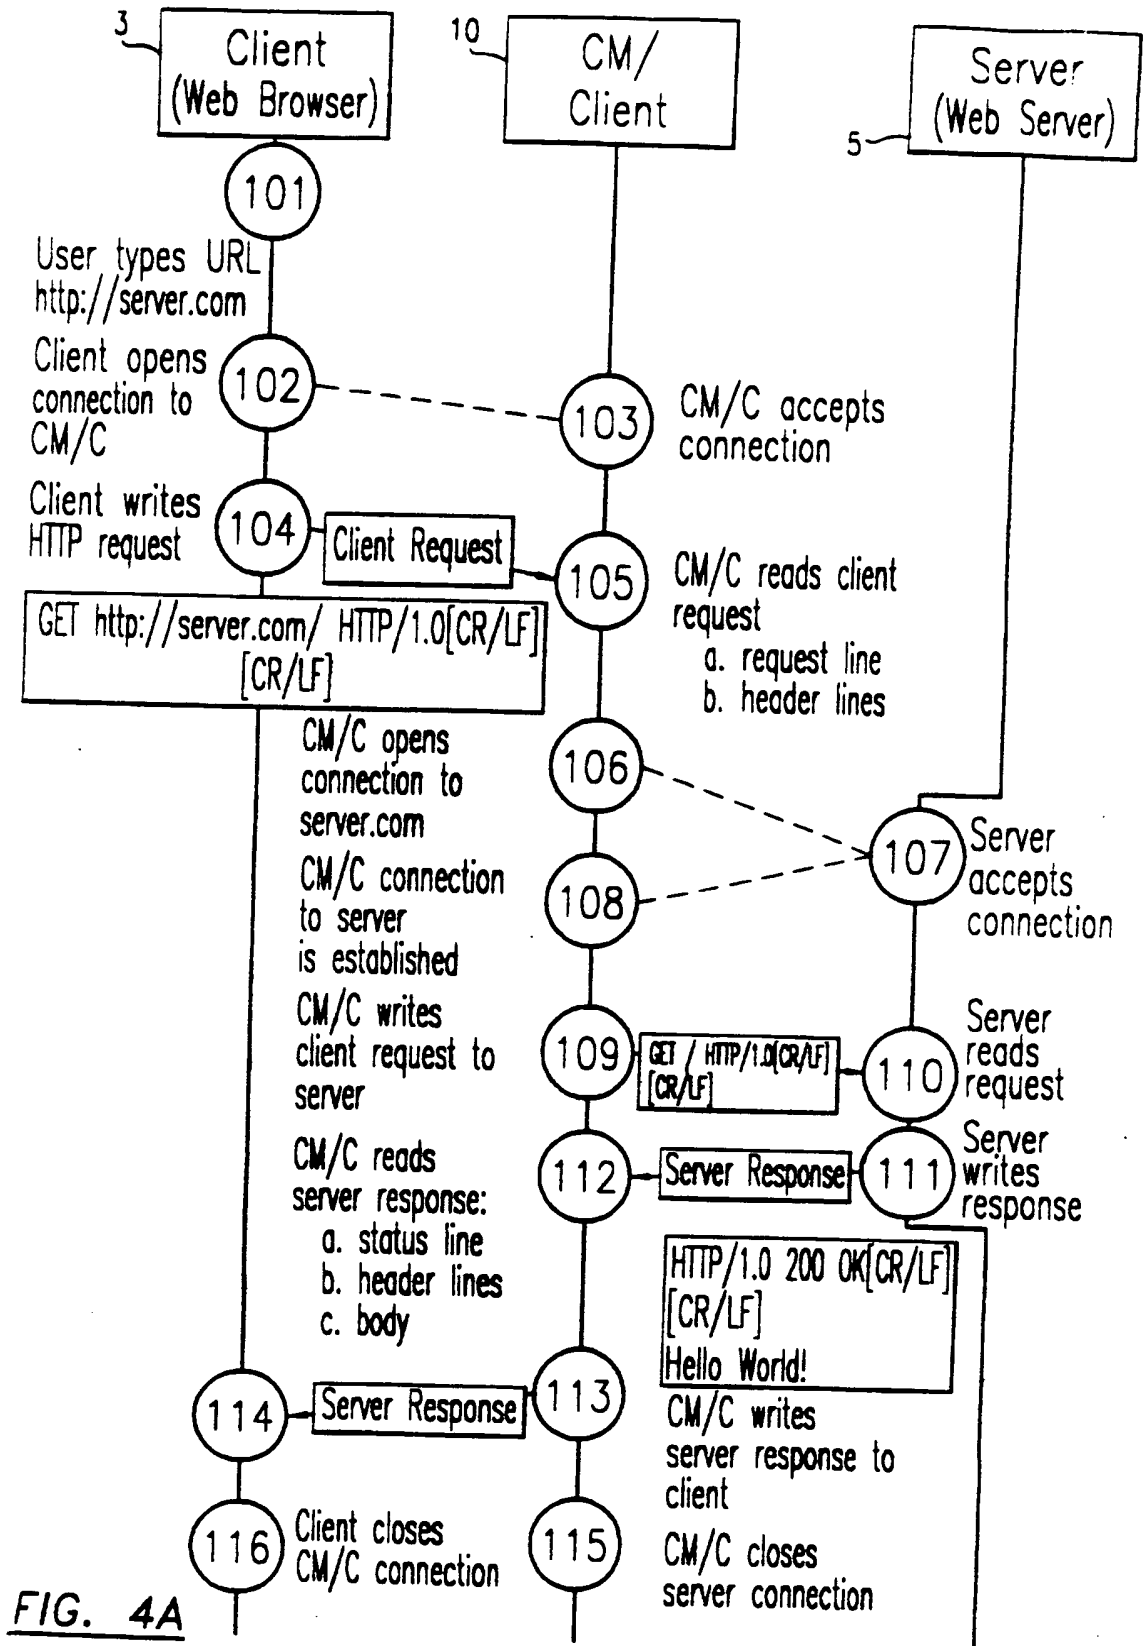 3
Client
(Web Browser)
10
CM/
Client
Server
(Web Server)
5
101
User types URL
http://server.com
Client opens
connection to
CM/C
102
103
CM/C accepts
connection
Client writes
HTTP request
104
Client Request
105
CM/C reads client
request
a. request line
b. header lines
GET http://server.com/ HTTP/1.0[CR/LF]
[CR/LF]
CM/C opens
connection to
server.com
106
107
Server
accepts
connection
CM/C connection
to server
is established
108
CM/C writes
client request to
server
109
GET / HTTP/1.0[CR/LF]
[CR/LF]
110
Server
reads
request
CM/C reads
server response:
a. status line
b. header lines
c. body
112
Server Response
111
Server
writes
response
HTTP/1.0 200 OK[CR/LF]
[CR/LF]
Hello World!
114
Server Response
113
CM/C writes
server response to
client
116
Client closes
CM/C connection
115
CM/C closes
server connection
FIG. 4A